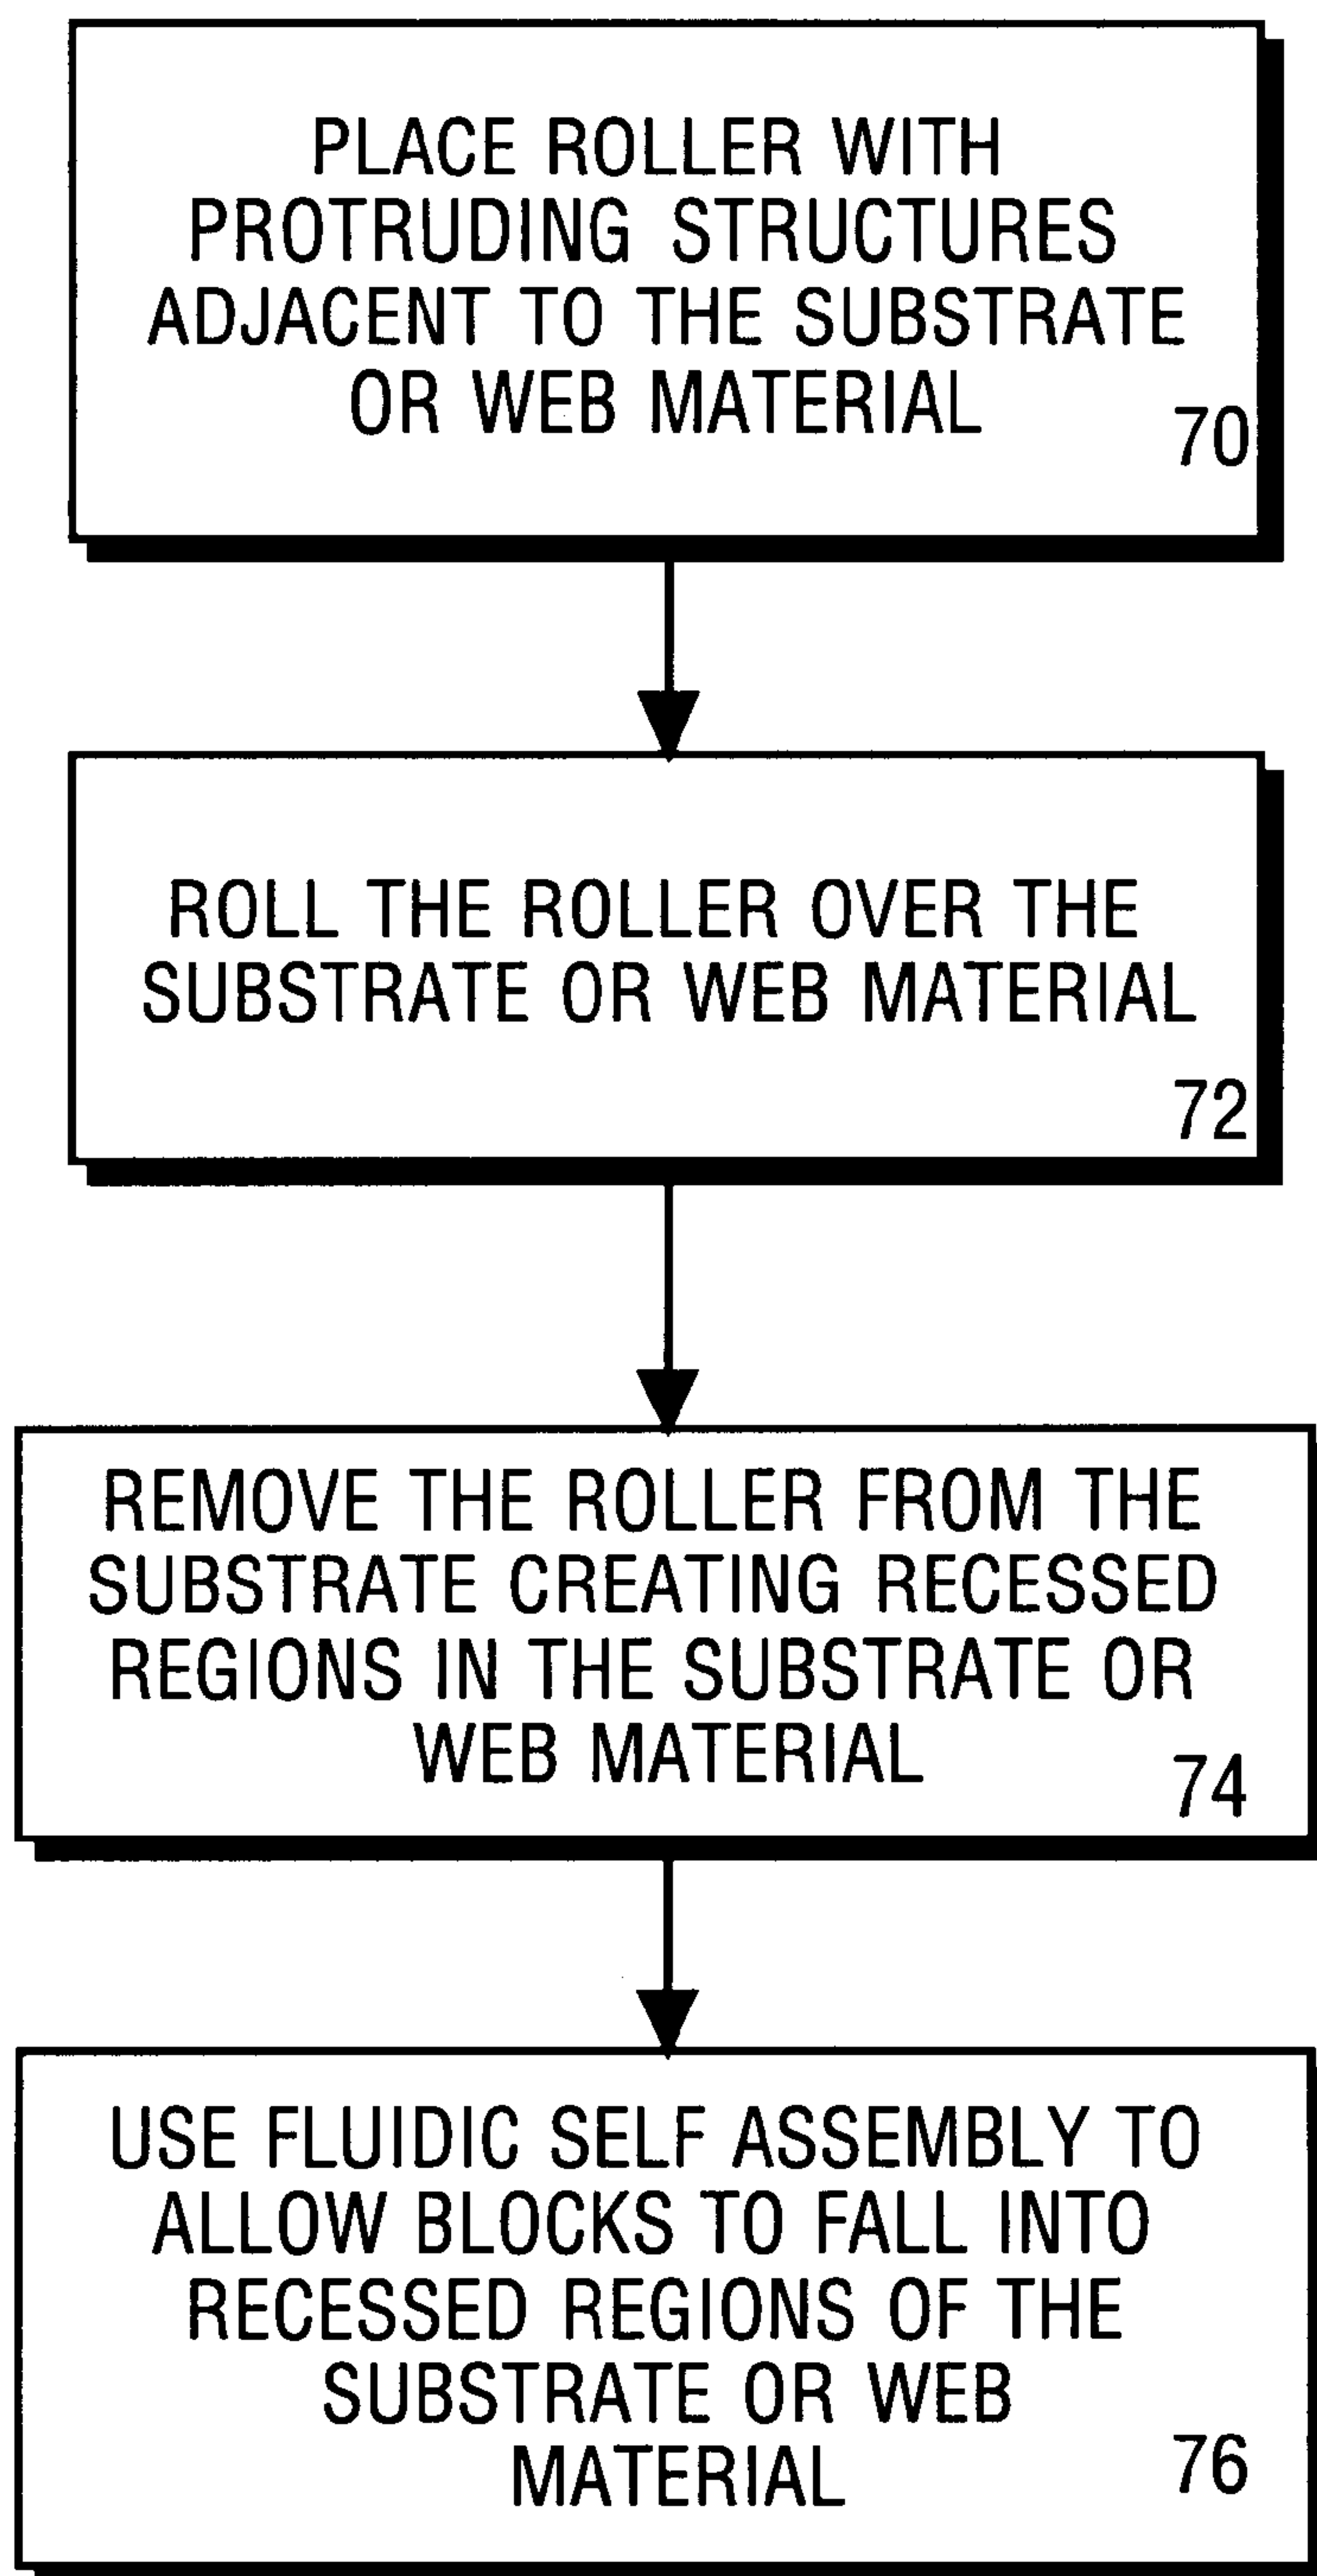 PLACE ROLLER WITH
PROTRUDING STRUCTURES
ADJACENT TO THE SUBSTRATE
OR WEB MATERIAL
70
ROLL THE ROLLER OVER THE
SUBSTRATE OR WEB MATERIAL
72
REMOVE THE ROLLER FROM THE
SUBSTRATE CREATING RECESSED
REGIONS IN THE SUBSTRATE OR
WEB MATERIAL
74
USE FLUIDIC SELF ASSEMBLY TO
ALLOW BLOCKS TO FALL INTO
RECESSED REGIONS OF THE
SUBSTRATE OR WEB
MATERIAL
76